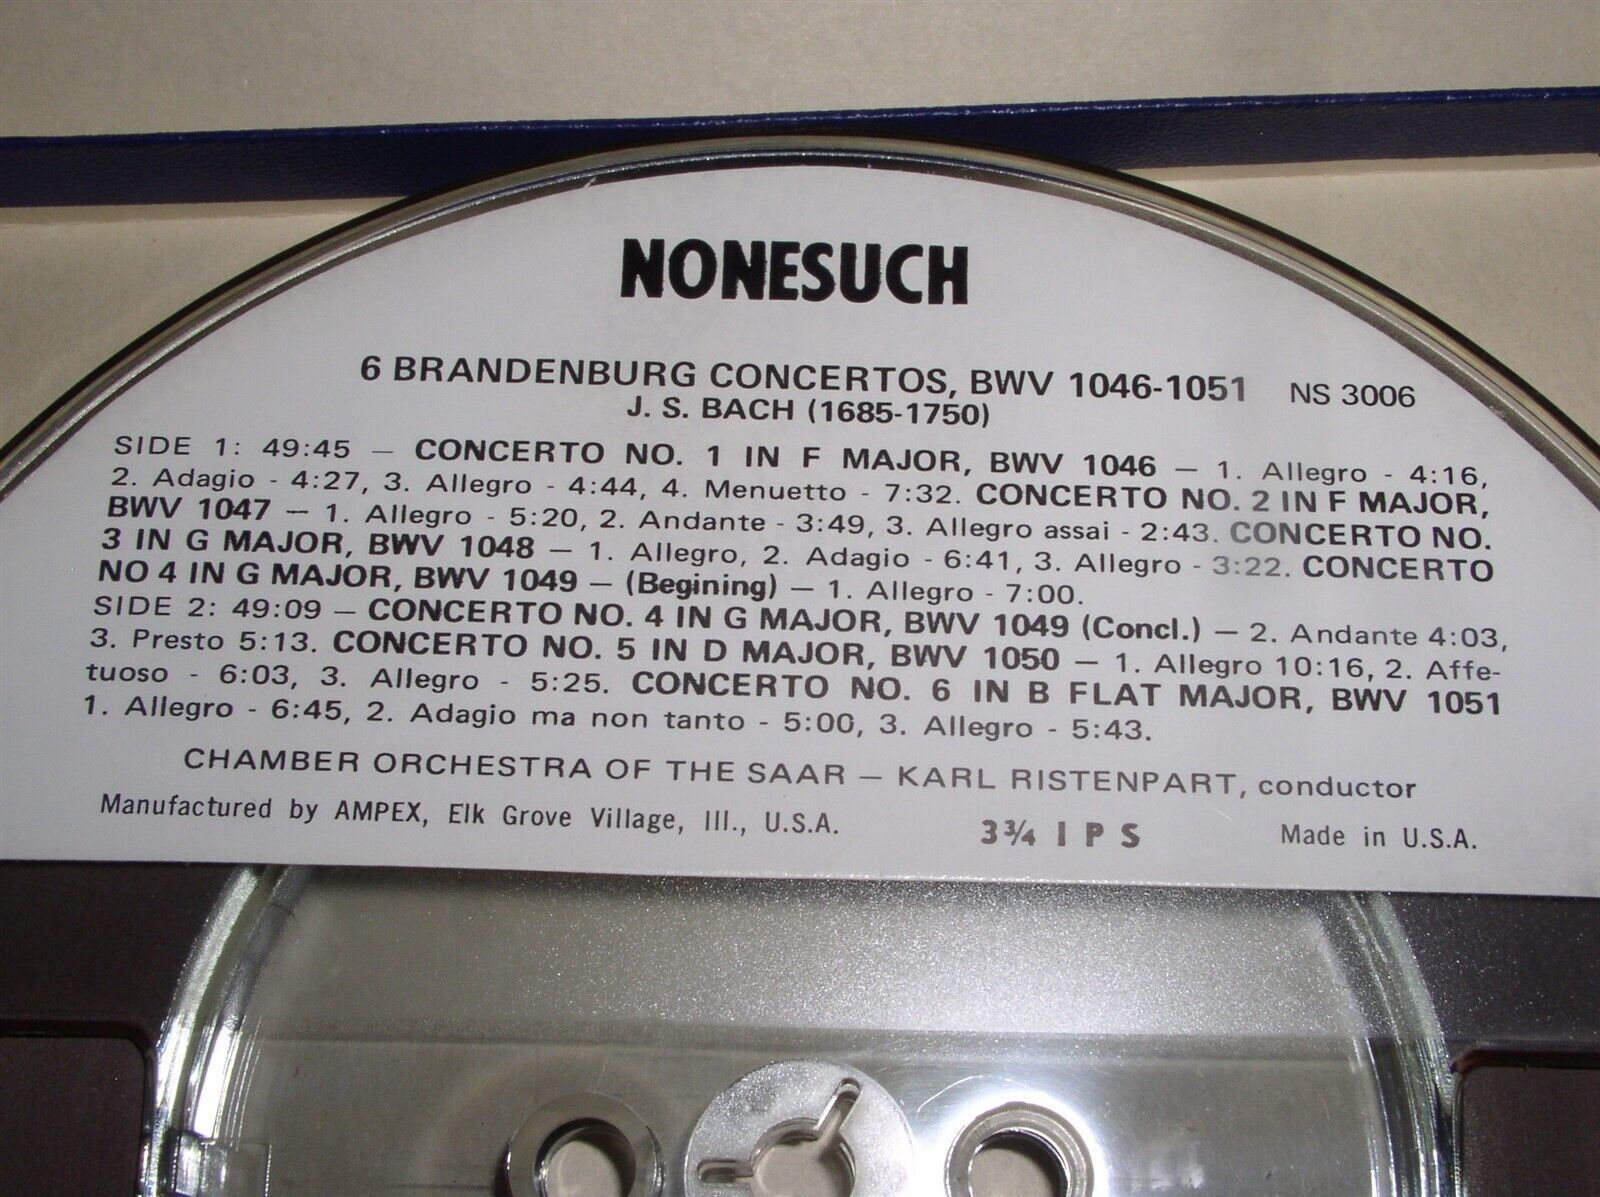 NONESUCH
6 BRANDENBURG CONCERTOS, BWV 1046-1051 NS 3006
J. S. BACH (1685-1750)
SIDE 1: 49:45 – CONCERTO NO. 1 IN F MAJOR, BWV 1046 – 1. Allegro - 4:16,
2. Adagio - 4:27, 3. Allegro - 4:44, 4. Menuetto - 7:32. CONCERTO NO. 2 IN F MAJOR,
BWV 1047 – 1. Allegro - 5:20, 2. Andante - 3:49, 3. Allegro assai - 2:43. CONCERTO NO.
3 IN G MAJOR, BWV 1048 – 1. Allegro, 2. Adagio - 6:41, 3. Allegro - 3:22. CONCERTO
NO 4 IN G MAJOR, BWV 1049 – (Begining) – 1. Allegro - 7:00.
SIDE 2: 49:09 – CONCERTO NO. 4 IN G MAJOR, BWV 1049 (Concl.) – 2. Andante 4:03,
3. Presto 5:13. CONCERTO NO. 5 IN D MAJOR, BWV 1050 – 1. Allegro 10:16, 2. Affe-
tuoso - 6:03, 3. Allegro - 5:25. CONCERTO NO. 6 IN B FLAT MAJOR, BWV 1051
1. Allegro - 6:45, 2. Adagio ma non tanto - 5:00, 3. Allegro - 5:43.
CHAMBER ORCHESTRA OF THE SAAR – KARL RISTENPART, conductor
Manufactured by AMPEX, Elk Grove Village, Ill., U.S.A. 3¾ I P S Made in U.S.A.